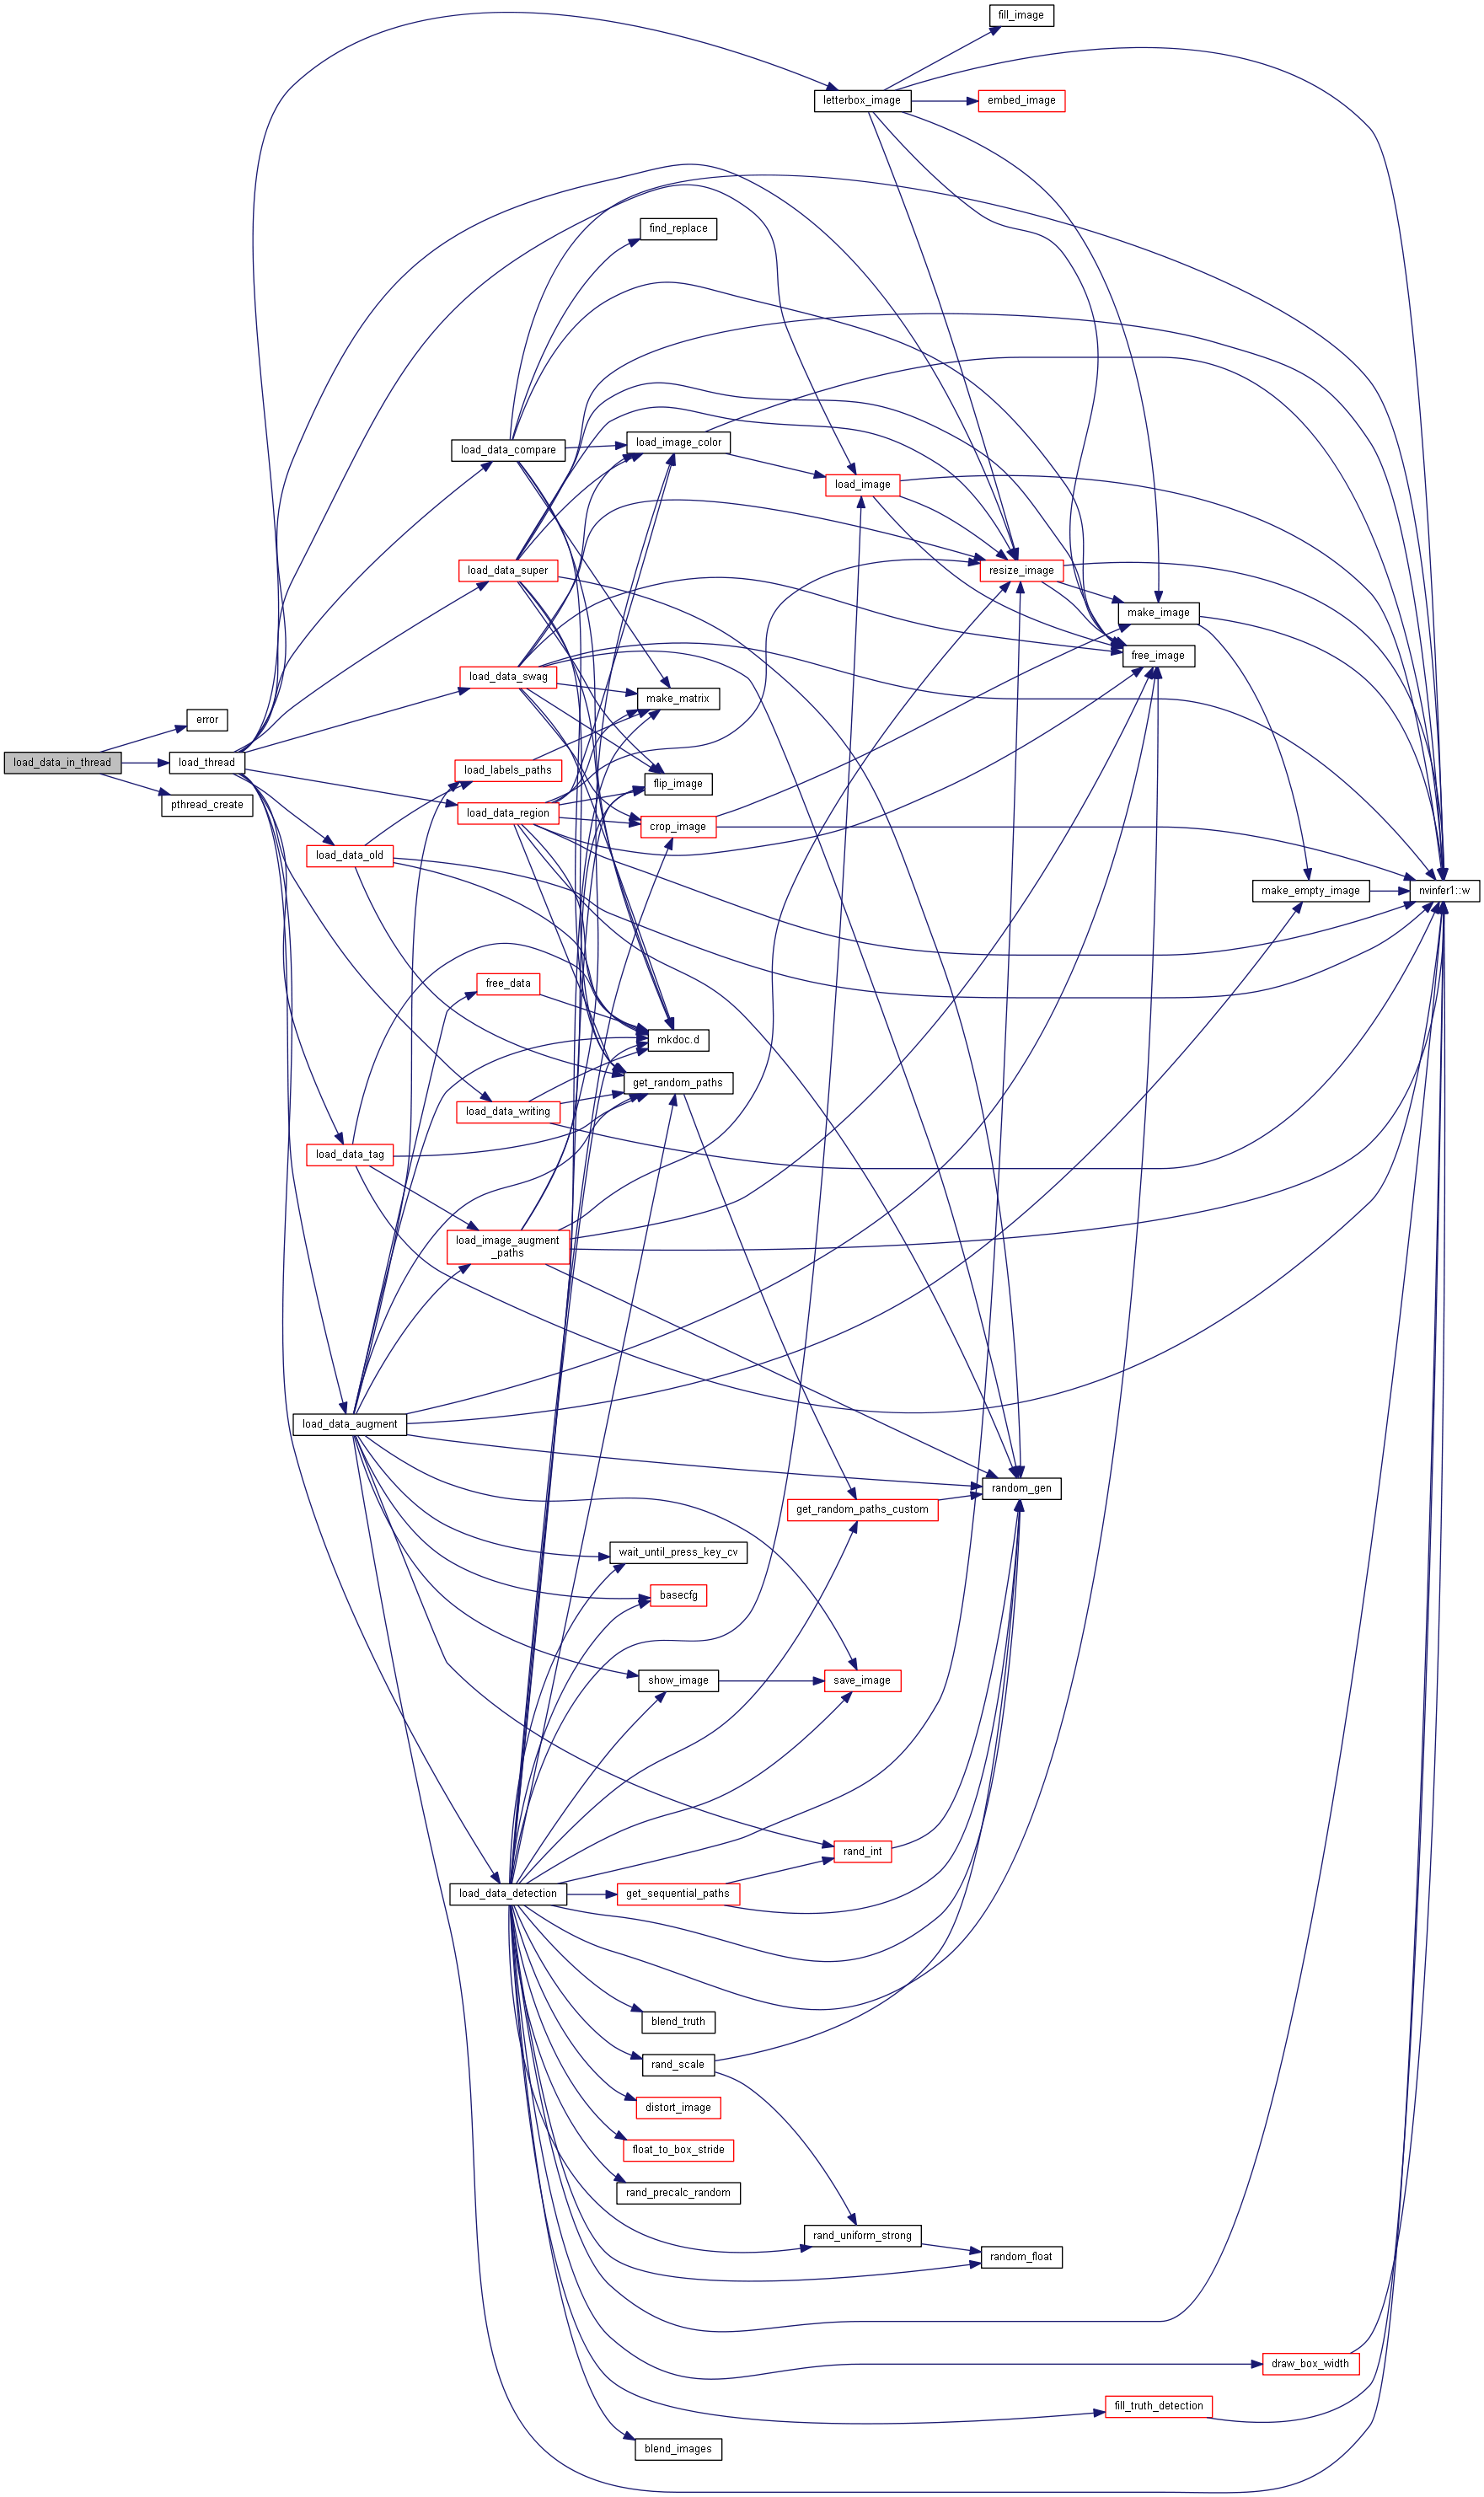 fill_image
letterbox_image
embed_image
find_replace
load_data_compare
load_image_color
load_image
load_data_super
resize_image
make_image
free_image
load_data_swag
make_matrix
error
load_data_in_thread
load_thread
load_labels_paths
flip_image
pthread_create
load_data_region
crop_image
load_data_old
make_empty_image
nvinfer1::w
free_data
mkdoc.d
get_random_paths
load_data_writing
load_data_tag
load_image_augment
_paths
load_data_augment
random_gen
get_random_paths_custom
wait_until_press_key_cv
basecfg
show_image
save_image
rand_int
load_data_detection
get_sequential_paths
blend_truth
rand_scale
distort_image
float_to_box_stride
rand_precalc_random
rand_uniform_strong
random_float
draw_box_width
fill_truth_detection
blend_images